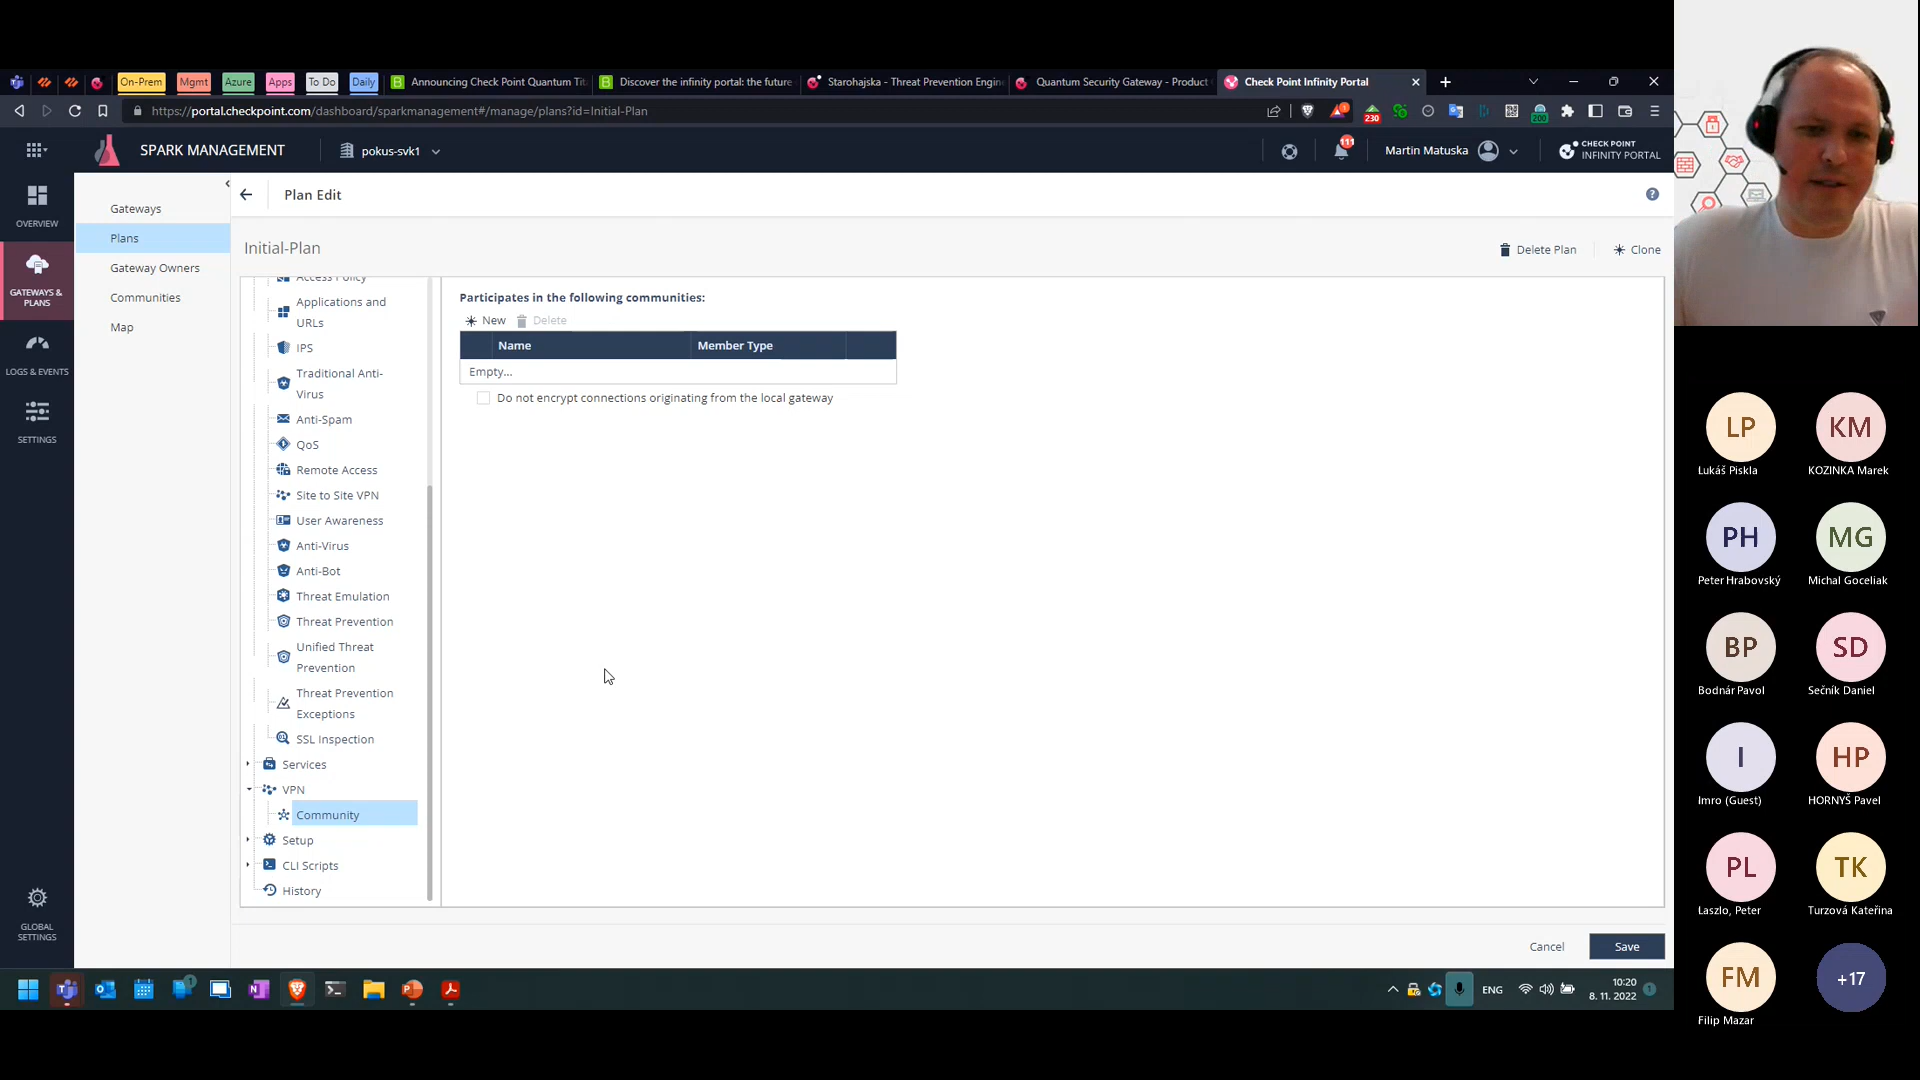 On-Prem
Mgmt
Azure
Apps
To Do
Daily
Announcing Check Point Quantum Tit
Discover the infinity portal: the future
Starohajska - Threat Prevention Engin
Quantum Security Gateway - Product
Check Point Infinity Portal
https://portal.checkpoint.com/dashboard/sparkmanagement#/manage/plans?id=Initial-Plan
230
200
SPARK MANAGEMENT
pokus-svk1
111
Martin Matuska
CHECK POINT
INFINITY PORTAL
OVERVIEW
GATEWAYS &
PLANS
LOGS & EVENTS
SETTINGS
GLOBAL
SETTINGS
Gateways
Plans
Gateway Owners
Communities
Map
Plan Edit
Initial-Plan
Delete Plan
Clone
Access Policy
Applications and
URLs
IPS
Traditional Anti-
Virus
Anti-Spam
QoS
Remote Access
Site to Site VPN
User Awareness
Anti-Virus
Anti-Bot
Threat Emulation
Threat Prevention
Unified Threat
Prevention
Threat Prevention
Exceptions
SSL Inspection
Services
VPN
Community
Setup
CLI Scripts
History
Participates in the following communities:
New
Delete
Name
Member Type
Empty...
Do not encrypt connections originating from the local gateway
Cancel
Save
ENG
10:20
8. 11. 2022
1
LP
Lukáš Piskla
KM
KOZINKA Marek
PH
Peter Hrabovský
MG
Michal Goceliak
BP
Bodnár Pavol
SD
Sečník Daniel
I
Imro (Guest)
HP
HORNYŠ Pavel
PL
Laszlo, Peter
TK
Turzová Kateřina
FM
Filip Mazar
+17